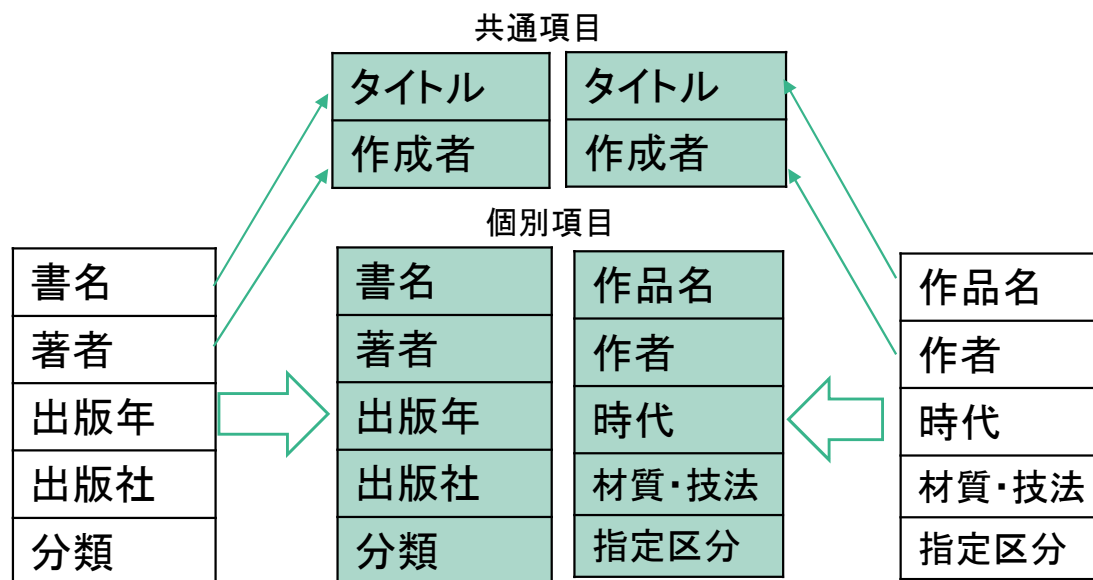 共通項目
タイトル
作成者
タイトル
作成者
個別項目
書名
著者
出版年
出版社
分類
書名
著者
出版年
出版社
分類
作品名
作者
時代
材質・技法
指定区分
作品名
作者
時代
材質・技法
指定区分